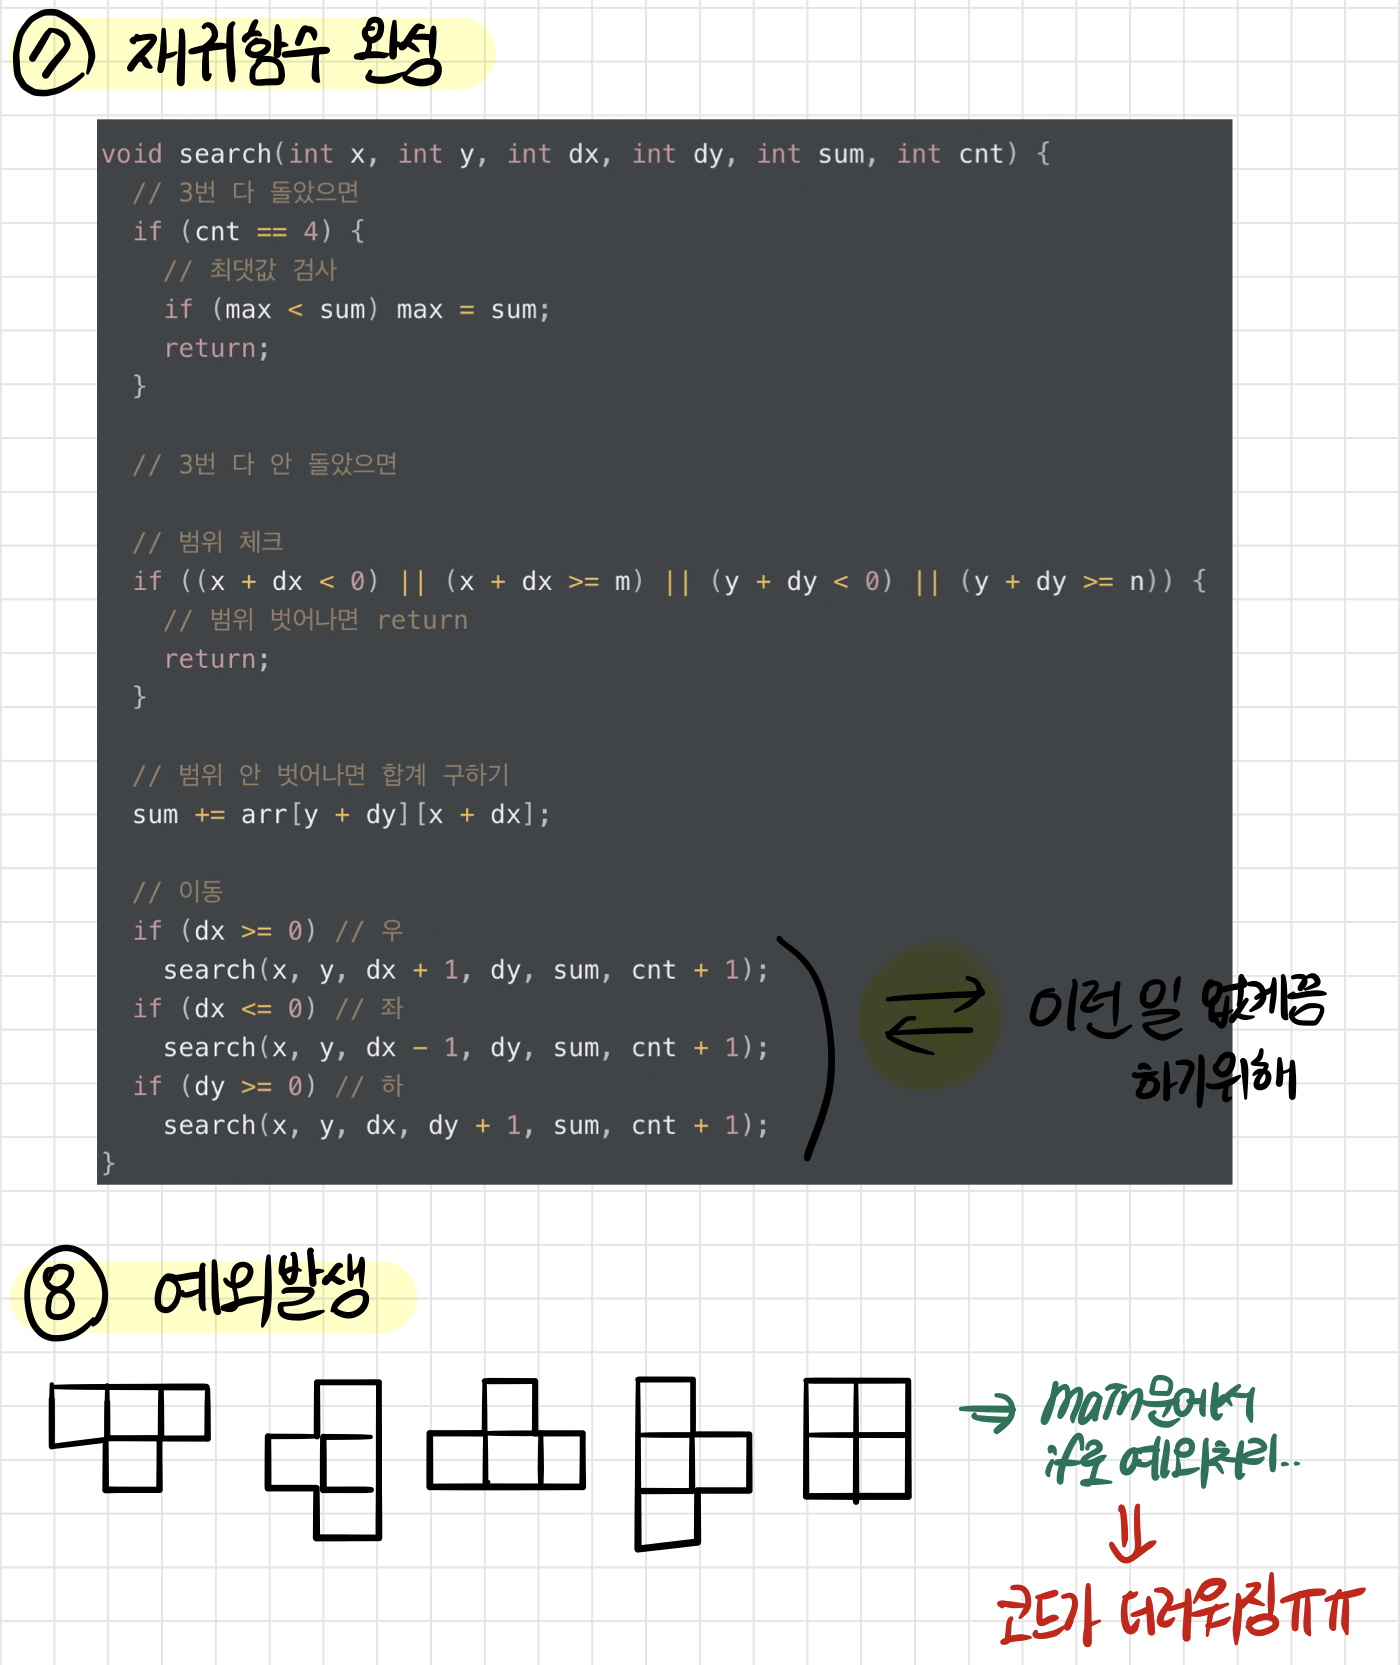 ⑦ 재귀함수 완성
void search(int x, int y, int dx, int dy, int sum, int cnt) {
// 3번 다 돌았으면
if (cnt == 4) {
// 최댓값 검사
if (max < sum) max = sum;
return;
}
// 3번 다 안 돌았으면
// 범위 체크
if ((x + dx < 0) || (x + dx >= m) || (y + dy < 0) || (y + dy >= n)) {
// 범위 벗어나면 return
return;
}
// 범위 안 벗어나면 합계 구하기
sum += arr[y + dy][x + dx];
// 이동
if (dx >= 0) // 우
search(x, y, dx + 1, dy, sum, cnt + 1);
if (dx <= 0) // 좌
search(x, y, dx - 1, dy, sum, cnt + 1);
if (dy >= 0) // 하
search(x, y, dx, dy + 1, sum, cnt + 1);
}
이런 일 없게끔
하기위해
⑧ 예외발생
→ main문에서
if로 예외처리..
⇓
코드가 더러워짐ㅠㅠ